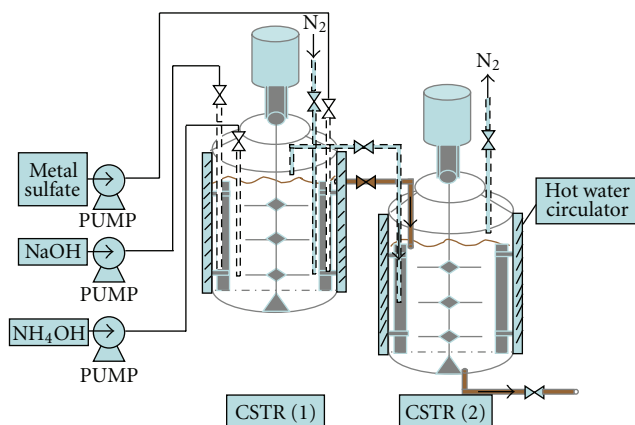 N₂
N₂
Metal
sulfate
PUMP
Hot water
circulator
NaOH
PUMP
NH₄OH
PUMP
CSTR (1)
CSTR (2)